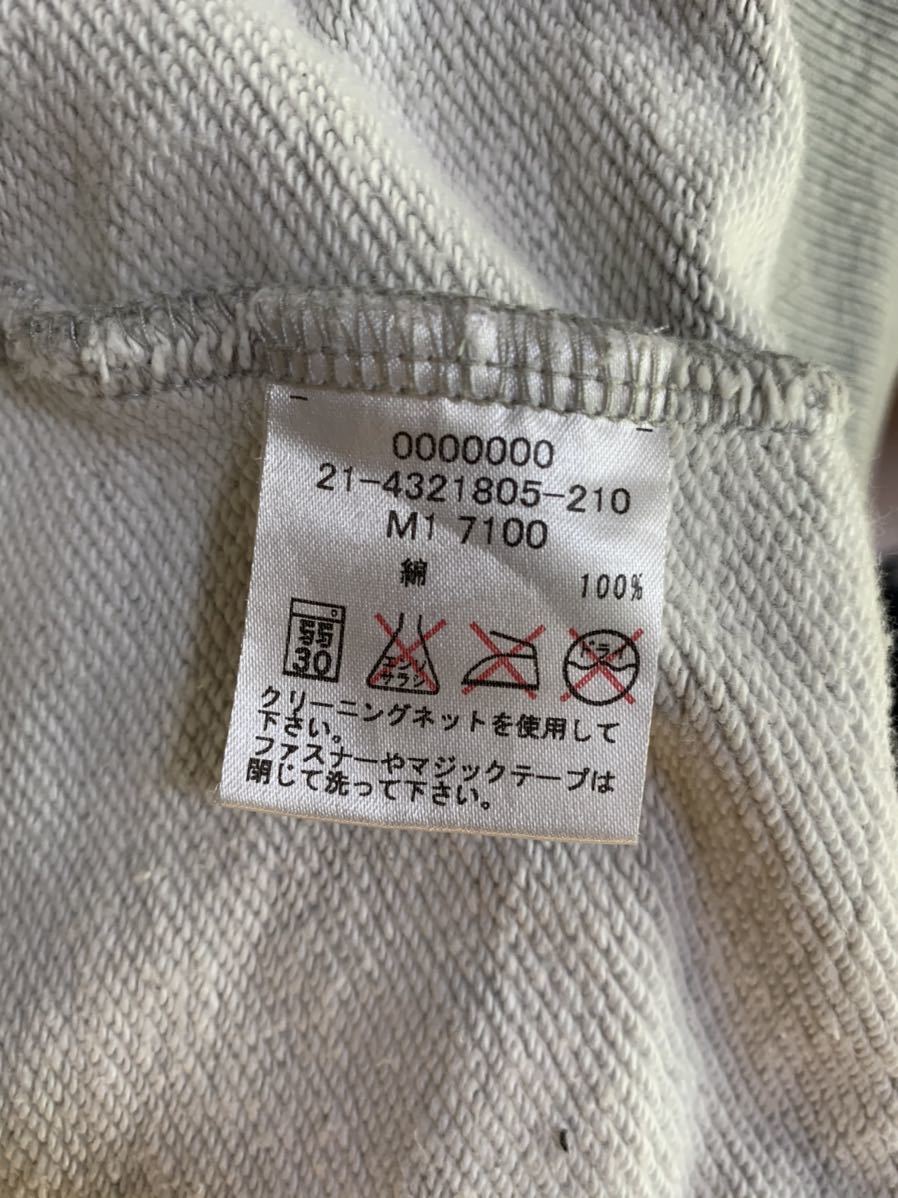 0000000
21-4321805-210
M1 7100
綿 100%
弱
30
エンソ
サラシ
ドライ
クリーニングネットを使用して
下さい。
ファスナーやマジックテープは
閉じて洗って下さい。